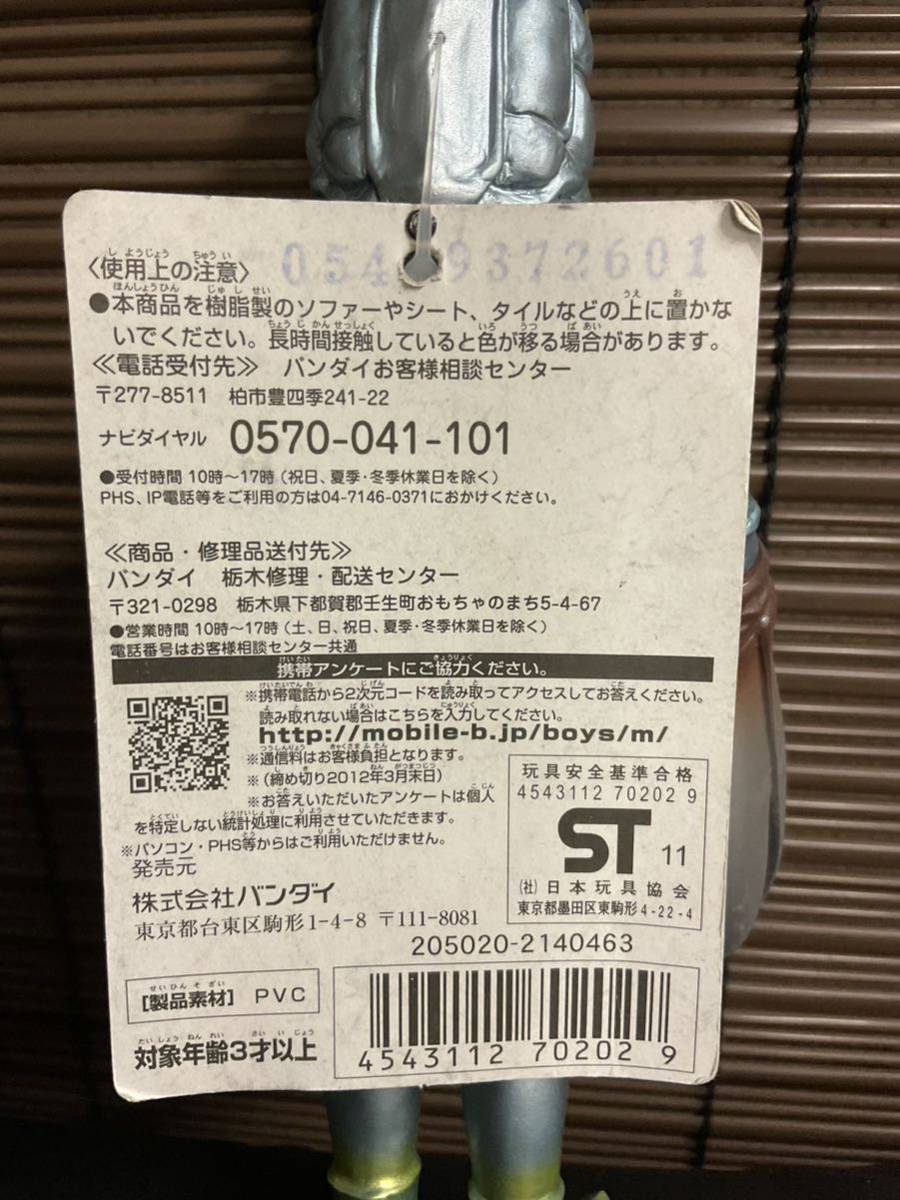 〈使用上の注意〉
054 9372601
●本商品を樹脂製のソファーやシート、タイルなどの上に置かな
いでください。長時間接触していると色が移る場合があります。
≪電話受付先≫ バンダイお客様相談センター
〒277-8511 柏市豊四季241-22
ナビダイヤル 0570-041-101
●受付時間 10時〜17時（祝日、夏季・冬季休業日を除く）
PHS、IP電話等をご利用の方は04-7146-0371におかけください。
≪商品・修理品送付先≫
バンダイ 栃木修理・配送センター
〒321-0298 栃木県下都賀郡壬生町おもちゃのまち5-4-67
●営業時間 10時〜17時（土、日、祝日、夏季・冬季休業日を除く）
電話番号はお客様相談センター共通
携帯アンケートにご協力ください。
※携帯電話から2次元コードを読み取ってアクセスしてお答えください。
読み取れない場合はこちらを入力してください。
http://mobile-b.jp/boys/m/
※通信料はお客様負担となります。
※（締め切り2012年3月末日）
※お答えいただいたアンケートは個人
を特定しない統計処理に利用させていただきます。
※パソコン・PHS等からはご利用いただけません。
発売元
株式会社バンダイ
東京都台東区駒形1-4-8 〒111-8081
玩具安全基準合格
4543112 70202 9
ST 11
(社)日本玩具協会
東京都墨田区東駒形4-22-4
205020-2140463
[製品素材] PVC
対象年齢3才以上
4543112 702029